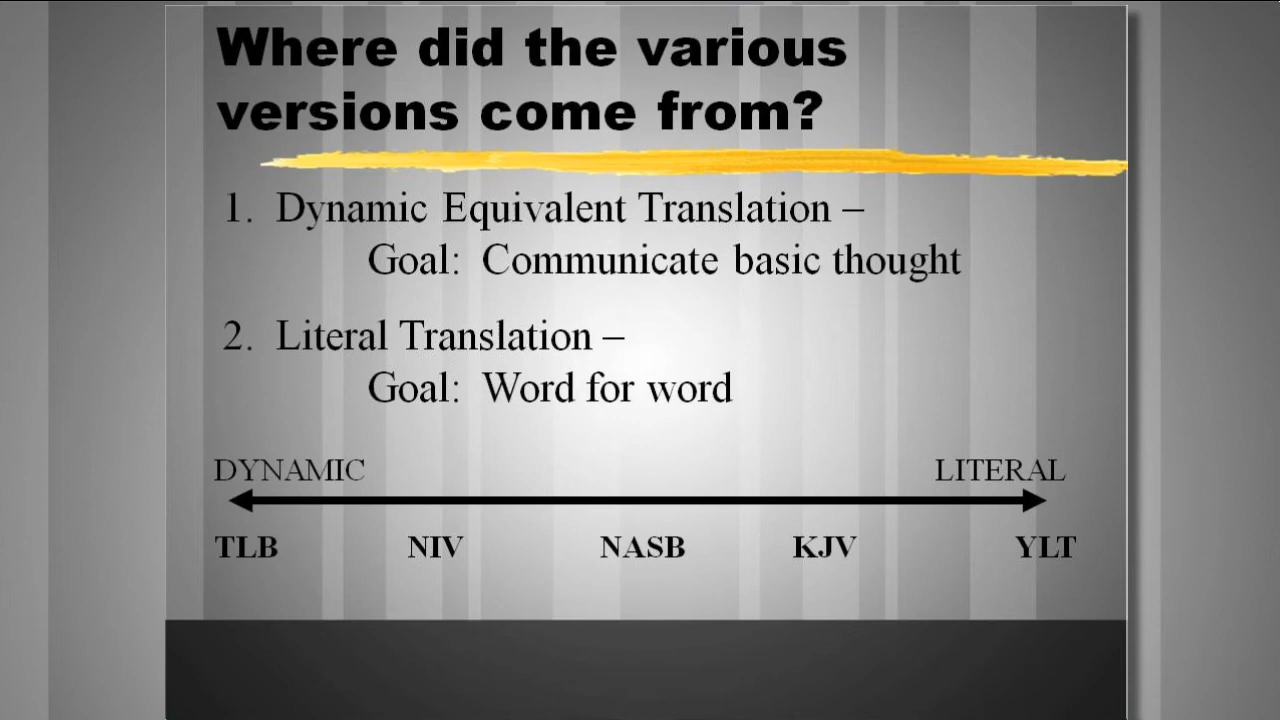 Where did the various
versions come from?
1. Dynamic Equivalent Translation –
Goal: Communicate basic thought
2. Literal Translation –
Goal: Word for word
DYNAMIC LITERAL
TLB NIV NASB KJV YLT